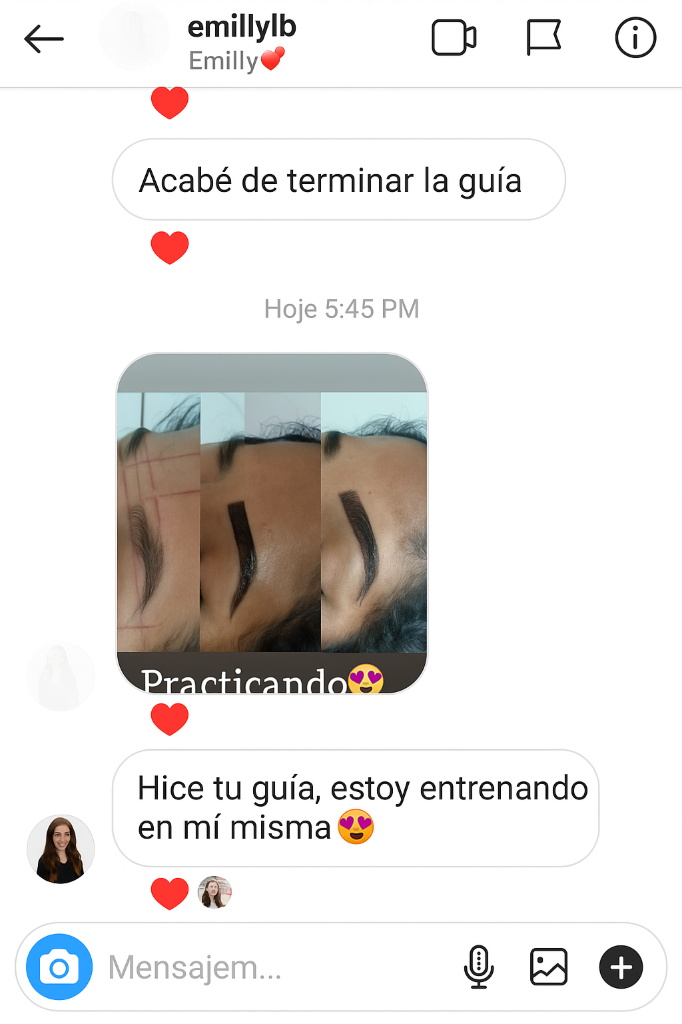 emillylb
Emilly💕
Acabé de terminar la guía
Hoje 5:45 PM
Practicando😍
Hice tu guía, estoy entrenando
en mí misma😍
Mensajem...